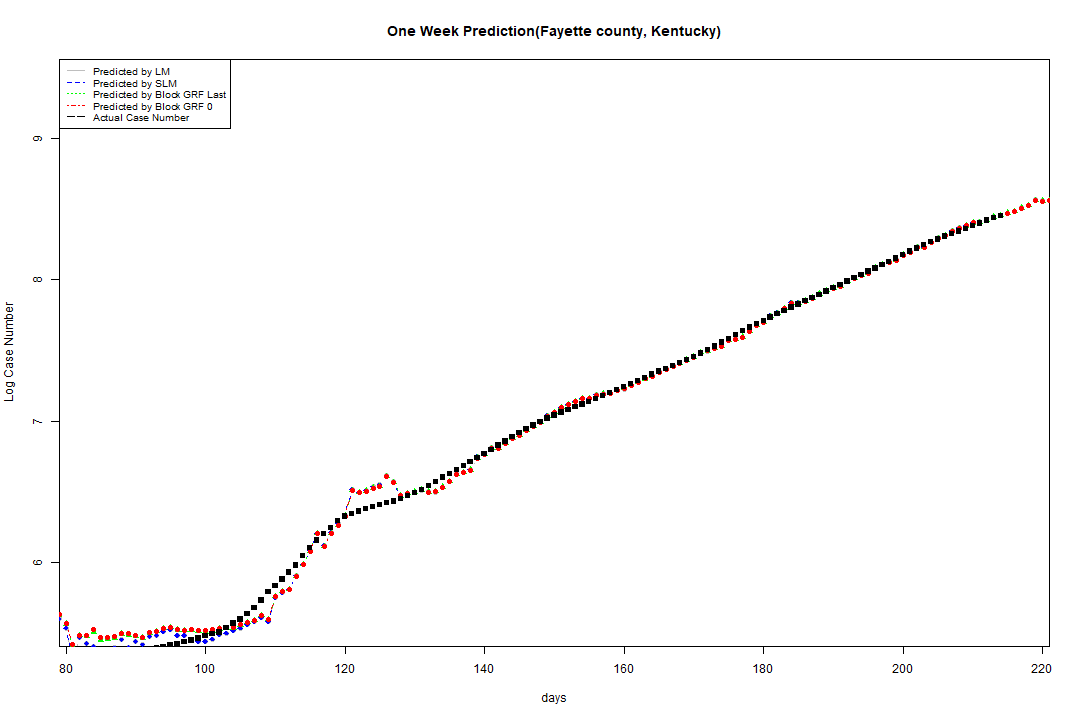 One Week Prediction(Fayette county, Kentucky)
Predicted by LM
Predicted by SLM
Predicted by Block GRF Last
Predicted by Block GRF 0
Actual Case Number
9
8
7
6
Log Case Number
80 100 120 140 160 180 200 220
days